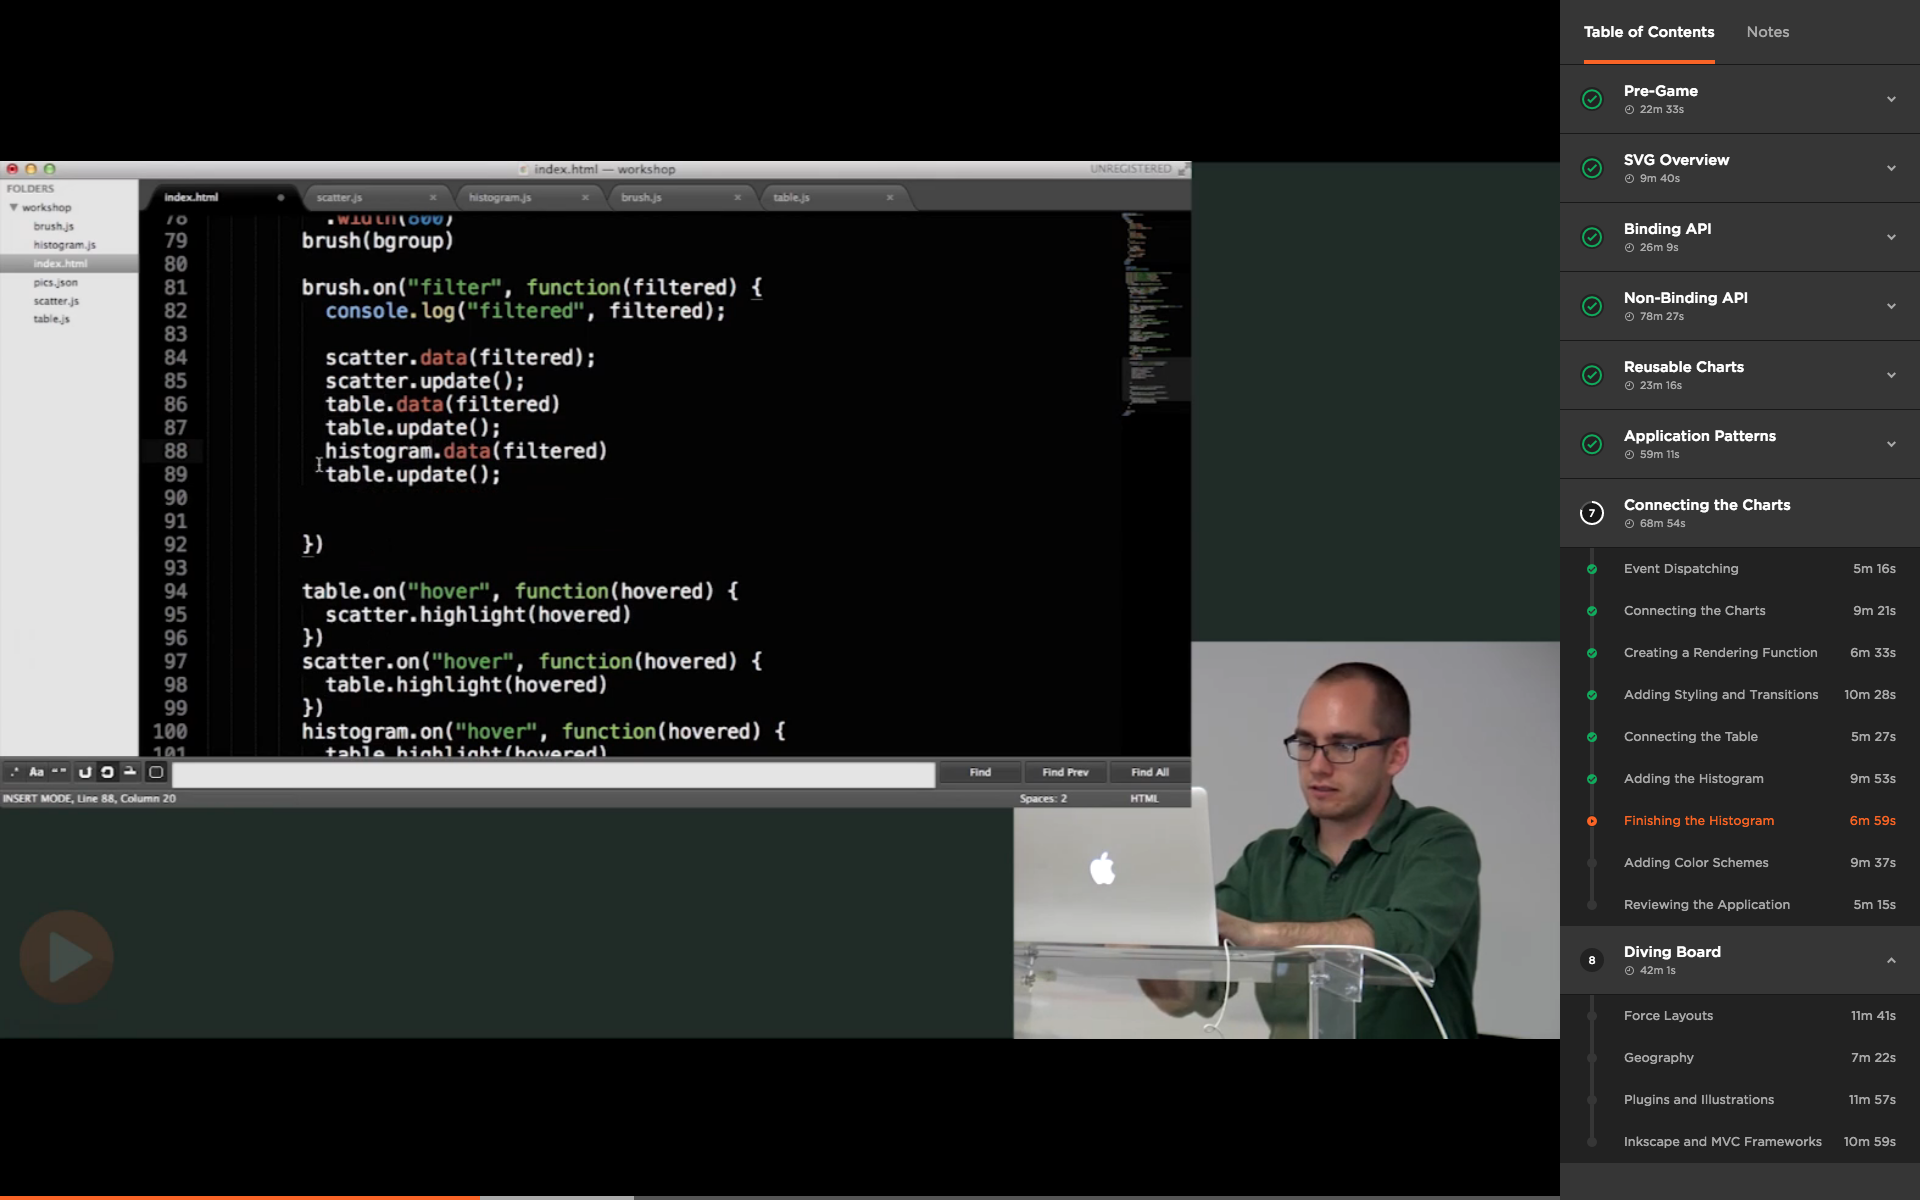 index.html — workshop
UNREGISTERED
FOLDERS
workshop
brush.js
histogram.js
index.html
pics.json
scatter.js
table.js
index.html
scatter.js
histogram.js
brush.js
table.js
78 .width(800)
79 brush(bgroup)
80
81 brush.on("filter", function(filtered) {
82 console.log("filtered", filtered);
83
84 scatter.data(filtered);
85 scatter.update();
86 table.data(filtered)
87 table.update();
88 histogram.data(filtered)
89 table.update();
90
91
92 })
93
94 table.on("hover", function(hovered) {
95 scatter.highlight(hovered)
96 })
97 scatter.on("hover", function(hovered) {
98 table.highlight(hovered)
99 })
100 histogram.on("hover", function(hovered) {
101 table.highlight(hovered)
.* Aa ""
Find
Find Prev
Find All
INSERT MODE, Line 88, Column 20
Spaces: 2
HTML
Table of Contents
Notes
Pre-Game
22m 33s
SVG Overview
9m 40s
Binding API
26m 9s
Non-Binding API
78m 27s
Reusable Charts
23m 16s
Application Patterns
59m 11s
7
Connecting the Charts
68m 54s
Event Dispatching 5m 16s
Connecting the Charts 9m 21s
Creating a Rendering Function 6m 33s
Adding Styling and Transitions 10m 28s
Connecting the Table 5m 27s
Adding the Histogram 9m 53s
Finishing the Histogram 6m 59s
Adding Color Schemes 9m 37s
Reviewing the Application 5m 15s
8
Diving Board
42m 1s
Force Layouts 11m 41s
Geography 7m 22s
Plugins and Illustrations 11m 57s
Inkscape and MVC Frameworks 10m 59s